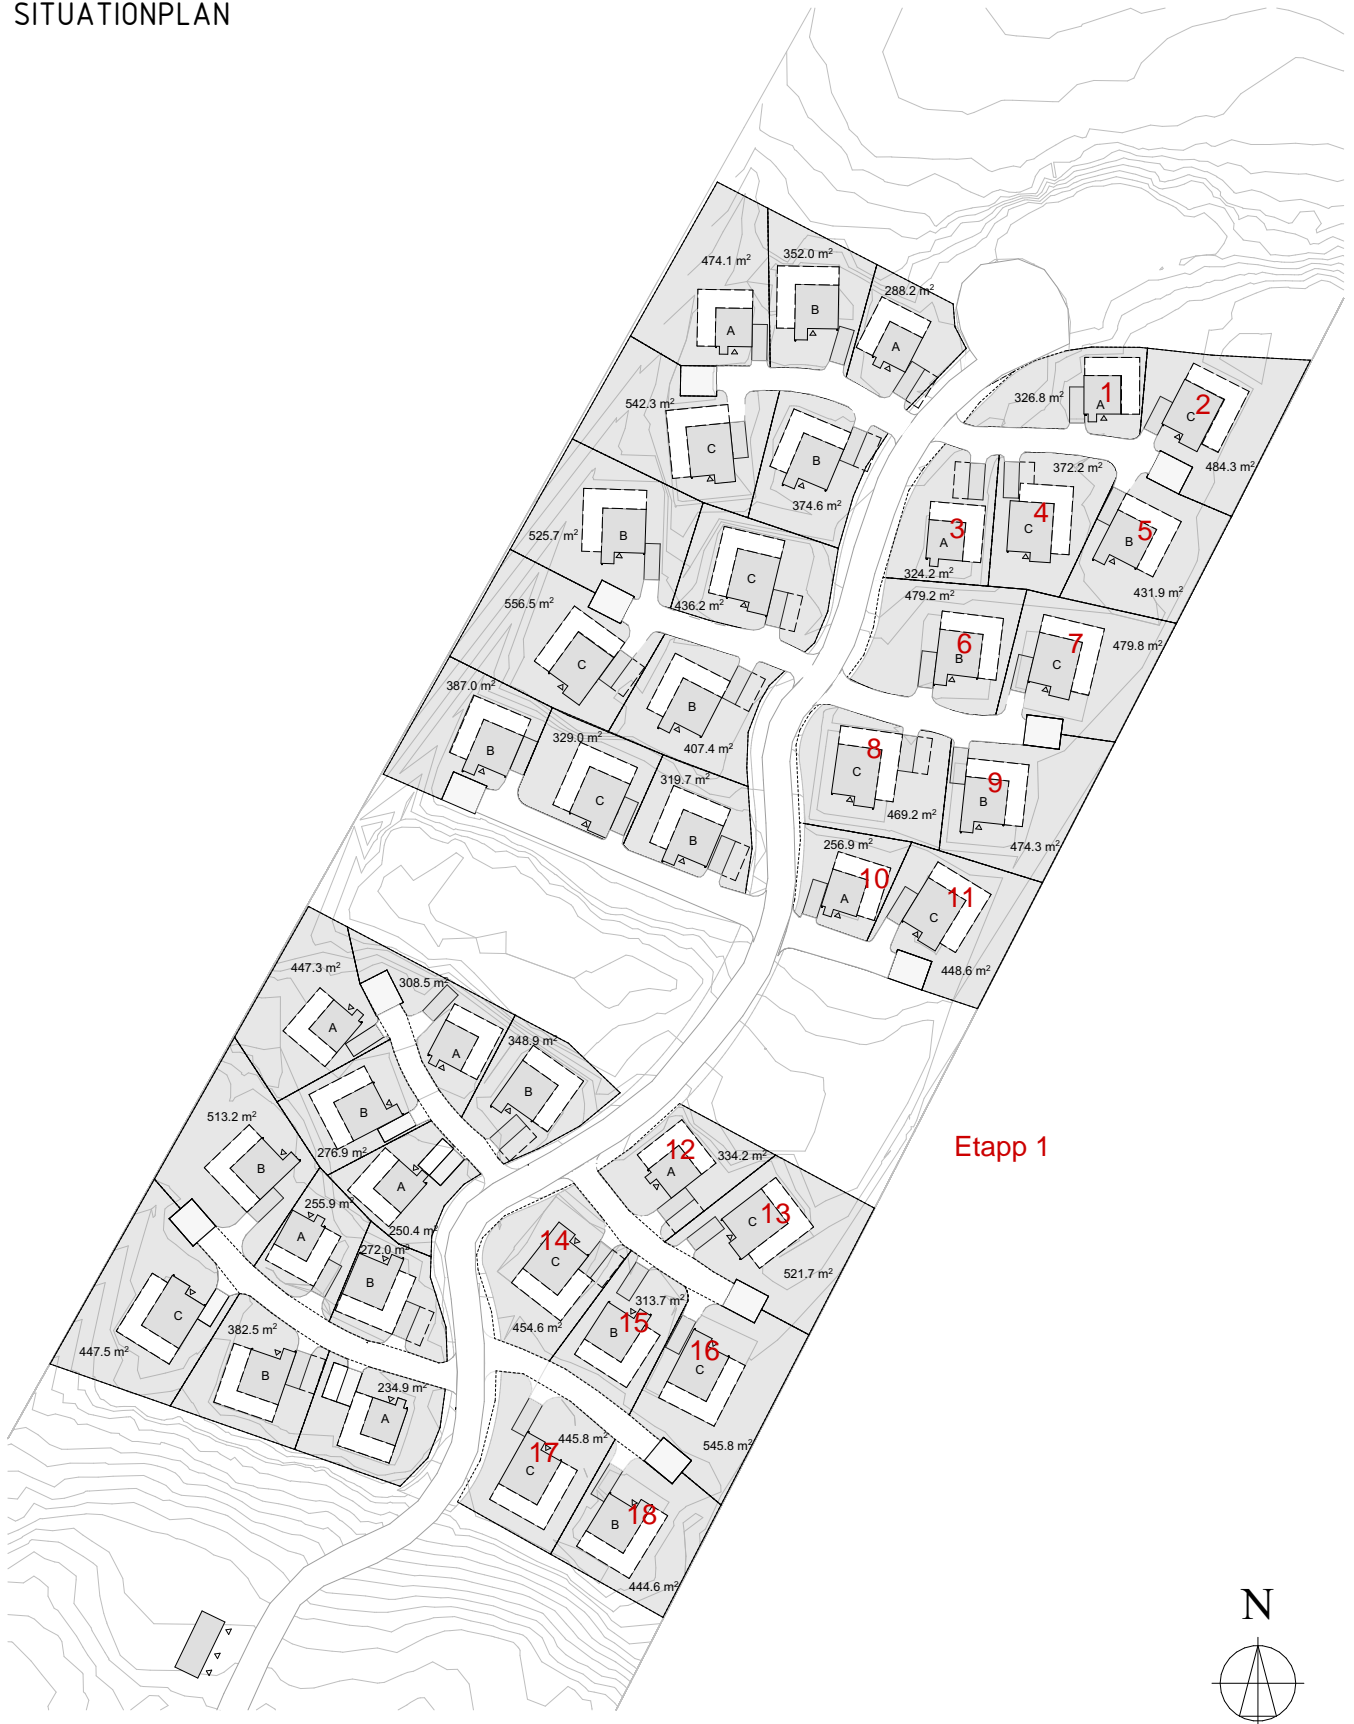 SITUATIONPLAN
474.1 m²
352.0 m²
288.2 m²
A
B
A
326.8 m²
1
A
2
C
484.3 m²
542.3 m²
C
B
374.6 m²
372.2 m²
3
A
324.2 m²
4
C
5
B
431.9 m²
525.7 m²
B
C
436.2 m²
479.2 m²
6
B
7
C
479.8 m²
556.5 m²
C
B
407.4 m²
387.0 m²
B
329.0 m²
C
319.7 m²
B
8
C
469.2 m²
9
B
474.3 m²
256.9 m²
10
A
11
C
448.6 m²
447.3 m²
A
308.5 m²
A
348.9 m²
B
B
276.9 m²
513.2 m²
B
A
250.4 m²
255.9 m²
A
272.0 m²
B
Etapp 1
12
A
334.2 m²
13
C
521.7 m²
14
C
454.6 m²
313.7 m²
15
B
16
C
545.8 m²
C
447.5 m²
382.5 m²
B
234.9 m²
A
445.8 m²
17
C
18
B
444.6 m²
N